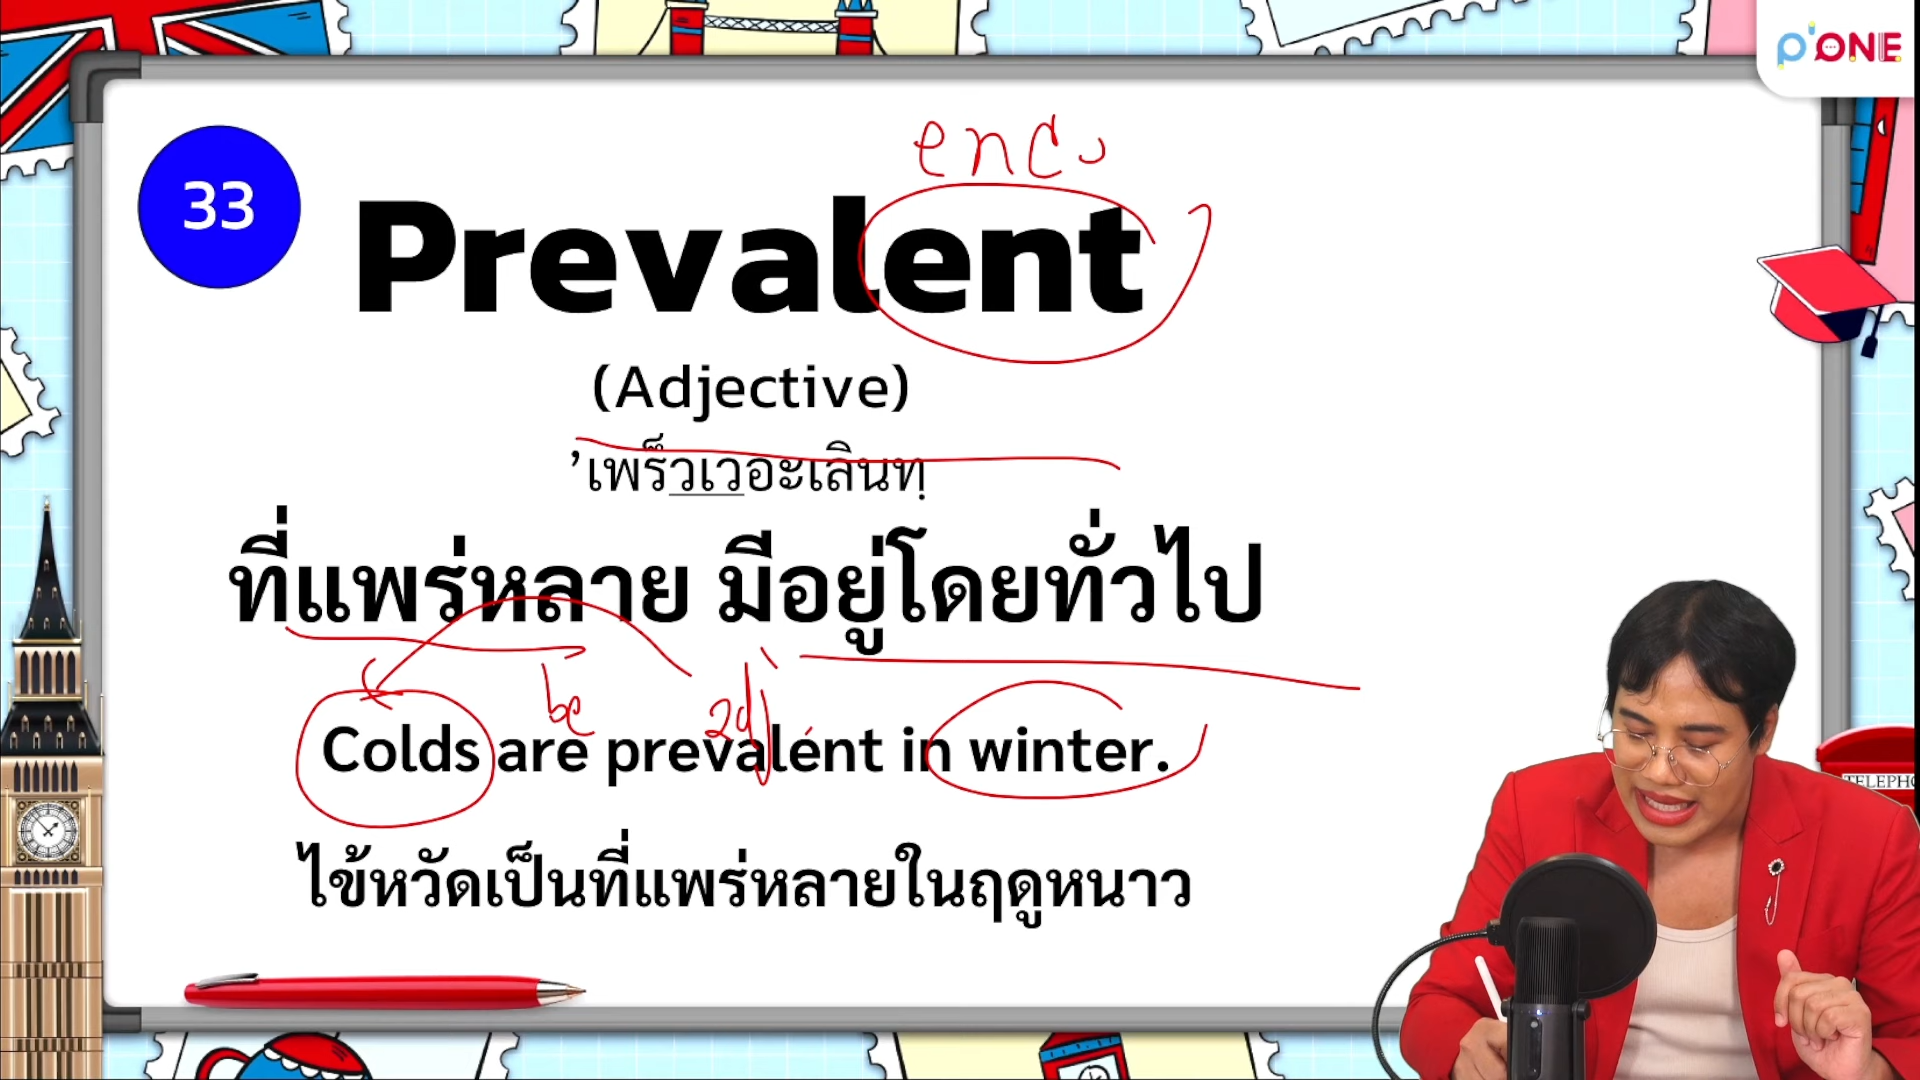 P'ONE
enc
33
Prevalent
(Adjective)
'เพร็วเวอะเลินทฺ
ที่แพร่หลาย มีอยู่โดยทั่วไป
be
adj
Colds are prevalent in winter.
ไข้หวัดเป็นที่แพร่หลายในฤดูหนาว